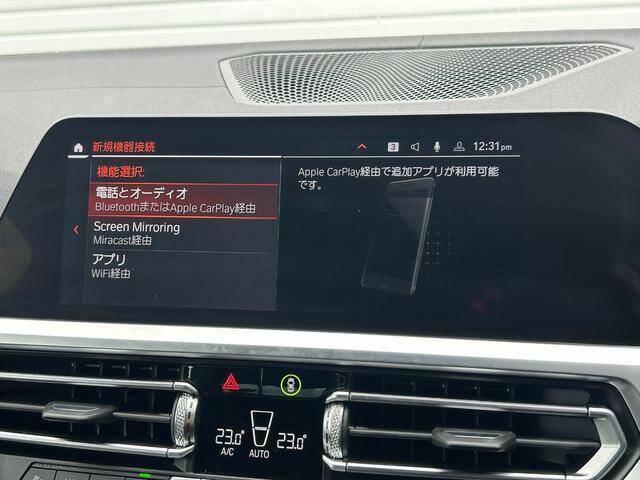 新規機器接続
3
12:31pm
機能選択:
電話とオーディオ
BluetoothまたはApple CarPlay経由
Screen Mirroring
Miracast経由
アプリ
WiFi経由
Apple CarPlay経由で追加アプリが利用可能
です。
23.0
A/C
AUTO
23.0